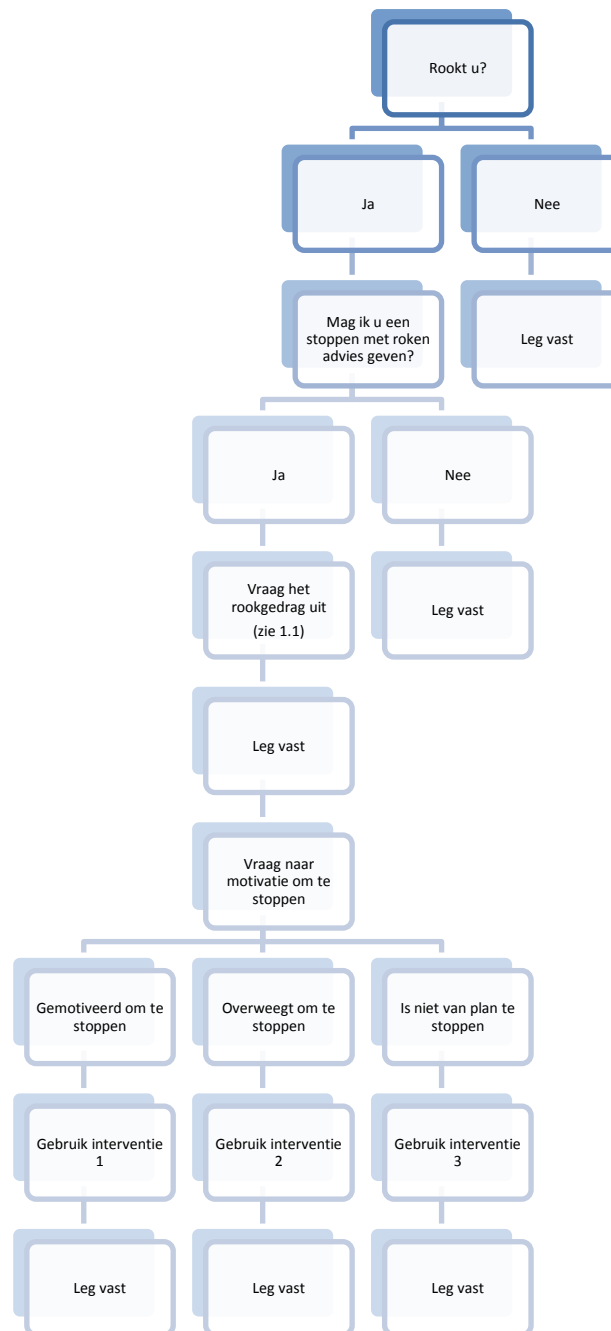 Rookt u?
Ja
Nee
Mag ik u een
stoppen met roken
advies geven?
Leg vast
Ja
Nee
Vraag het
rookgedrag uit
(zie 1.1)
Leg vast
Leg vast
Vraag naar
motivatie om te
stoppen
Gemotiveerd om te
stoppen
Overweegt om te
stoppen
Is niet van plan te
stoppen
Gebruik interventie
1
Gebruik interventie
2
Gebruik interventie
3
Leg vast
Leg vast
Leg vast